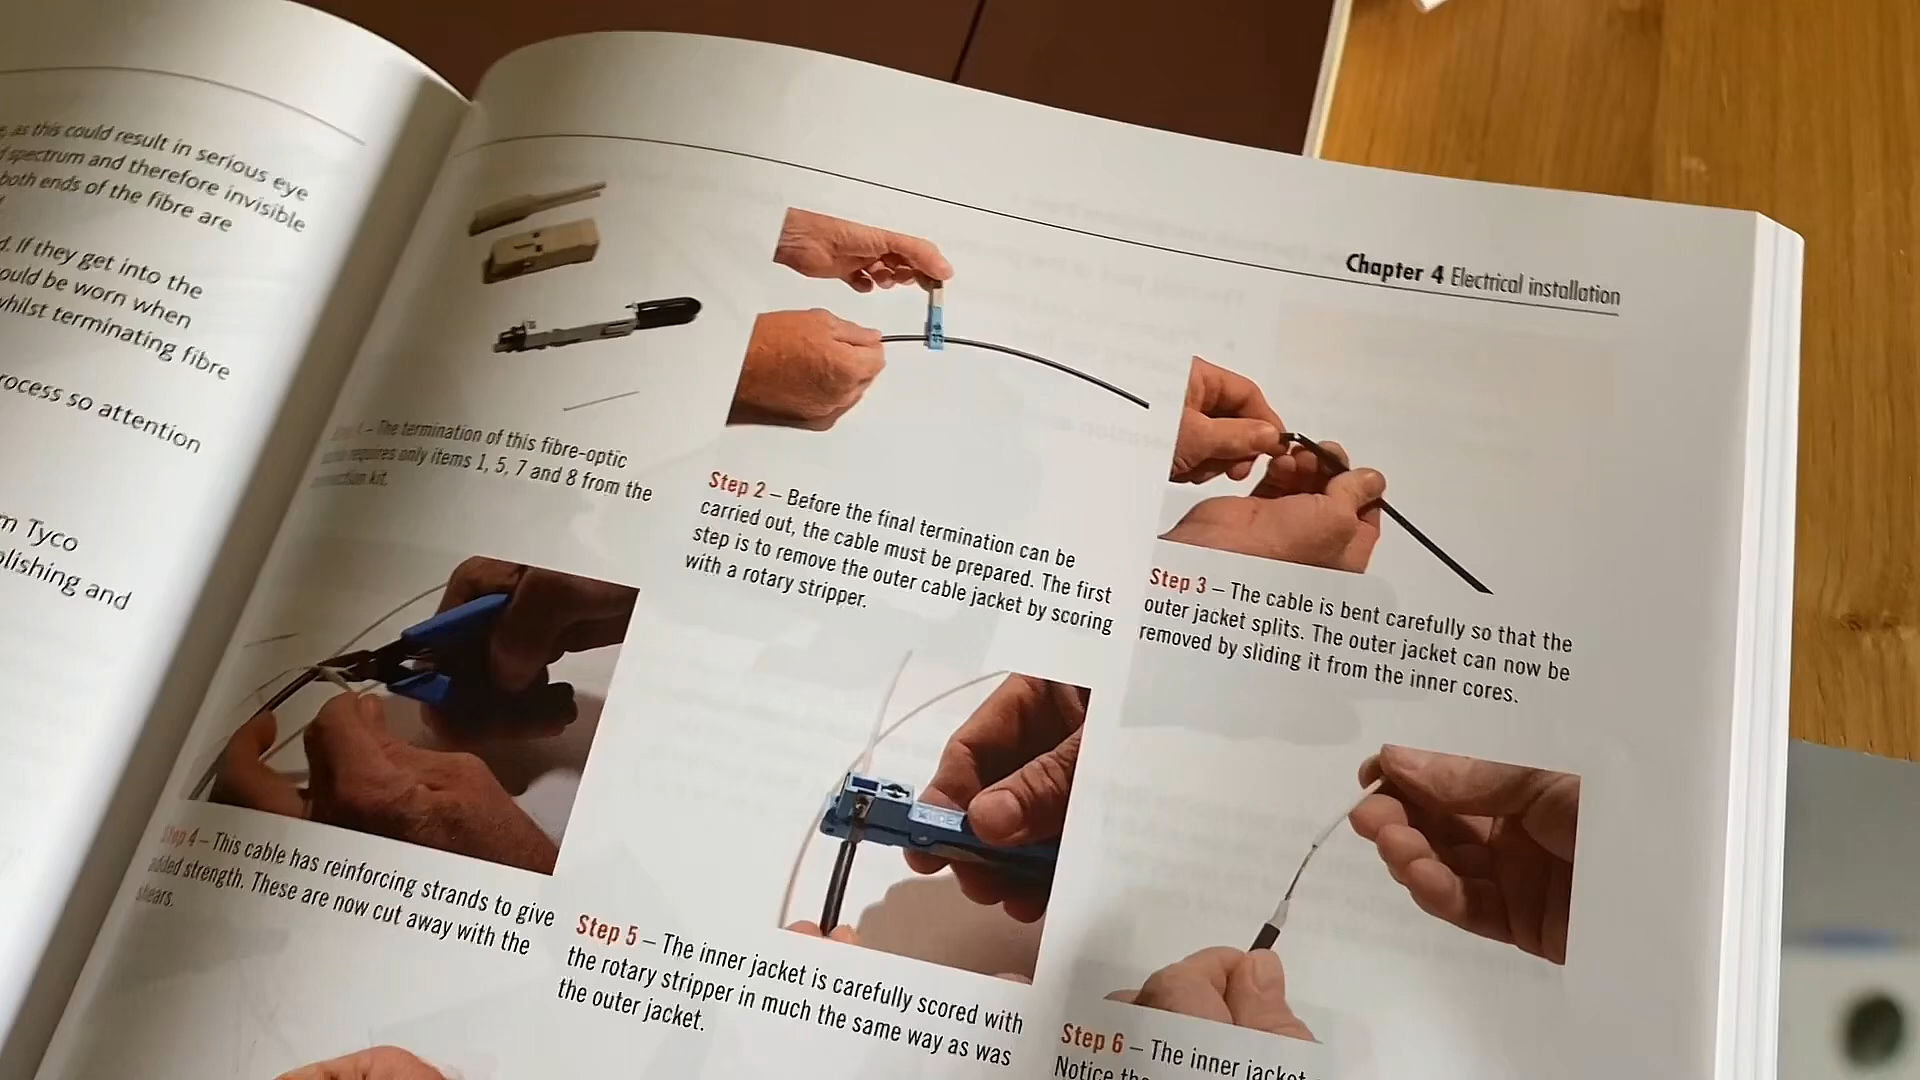 as this could result in serious eye
spectrum and therefore invisible
both ends of the fibre are
If they get into the
ould be worn when
whilst terminating fibre
rocess so attention
m Tyco
olishing and
Chapter 4 Electrical installation
– The termination of this fibre-optic
requires only items 1, 5, 7 and 8 from the
kit.
Step 2 – Before the final termination can be
carried out, the cable must be prepared. The first
step is to remove the outer cable jacket by scoring
with a rotary stripper.
Step 3 – The cable is bent carefully so that the
outer jacket splits. The outer jacket can now be
removed by sliding it from the inner cores.
Step 4 – This cable has reinforcing strands to give
added strength. These are now cut away with the
shears.
Step 5 – The inner jacket is carefully scored with
the rotary stripper in much the same way as was
the outer jacket.
Step 6 – The inner jacket
Notice the